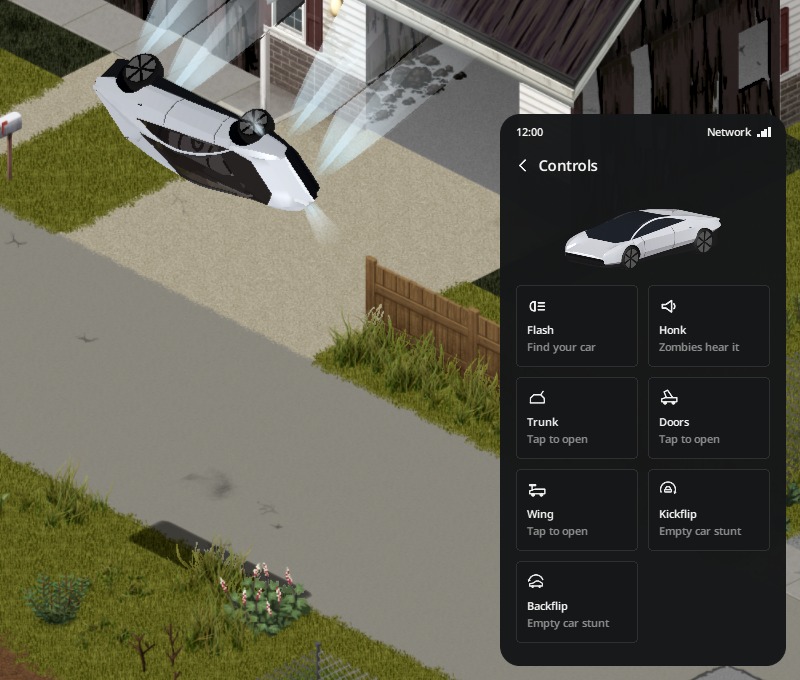 12:00
Network
Controls
Flash
Find your car
Honk
Zombies hear it
Trunk
Tap to open
Doors
Tap to open
Wing
Tap to open
Kickflip
Empty car stunt
Backflip
Empty car stunt